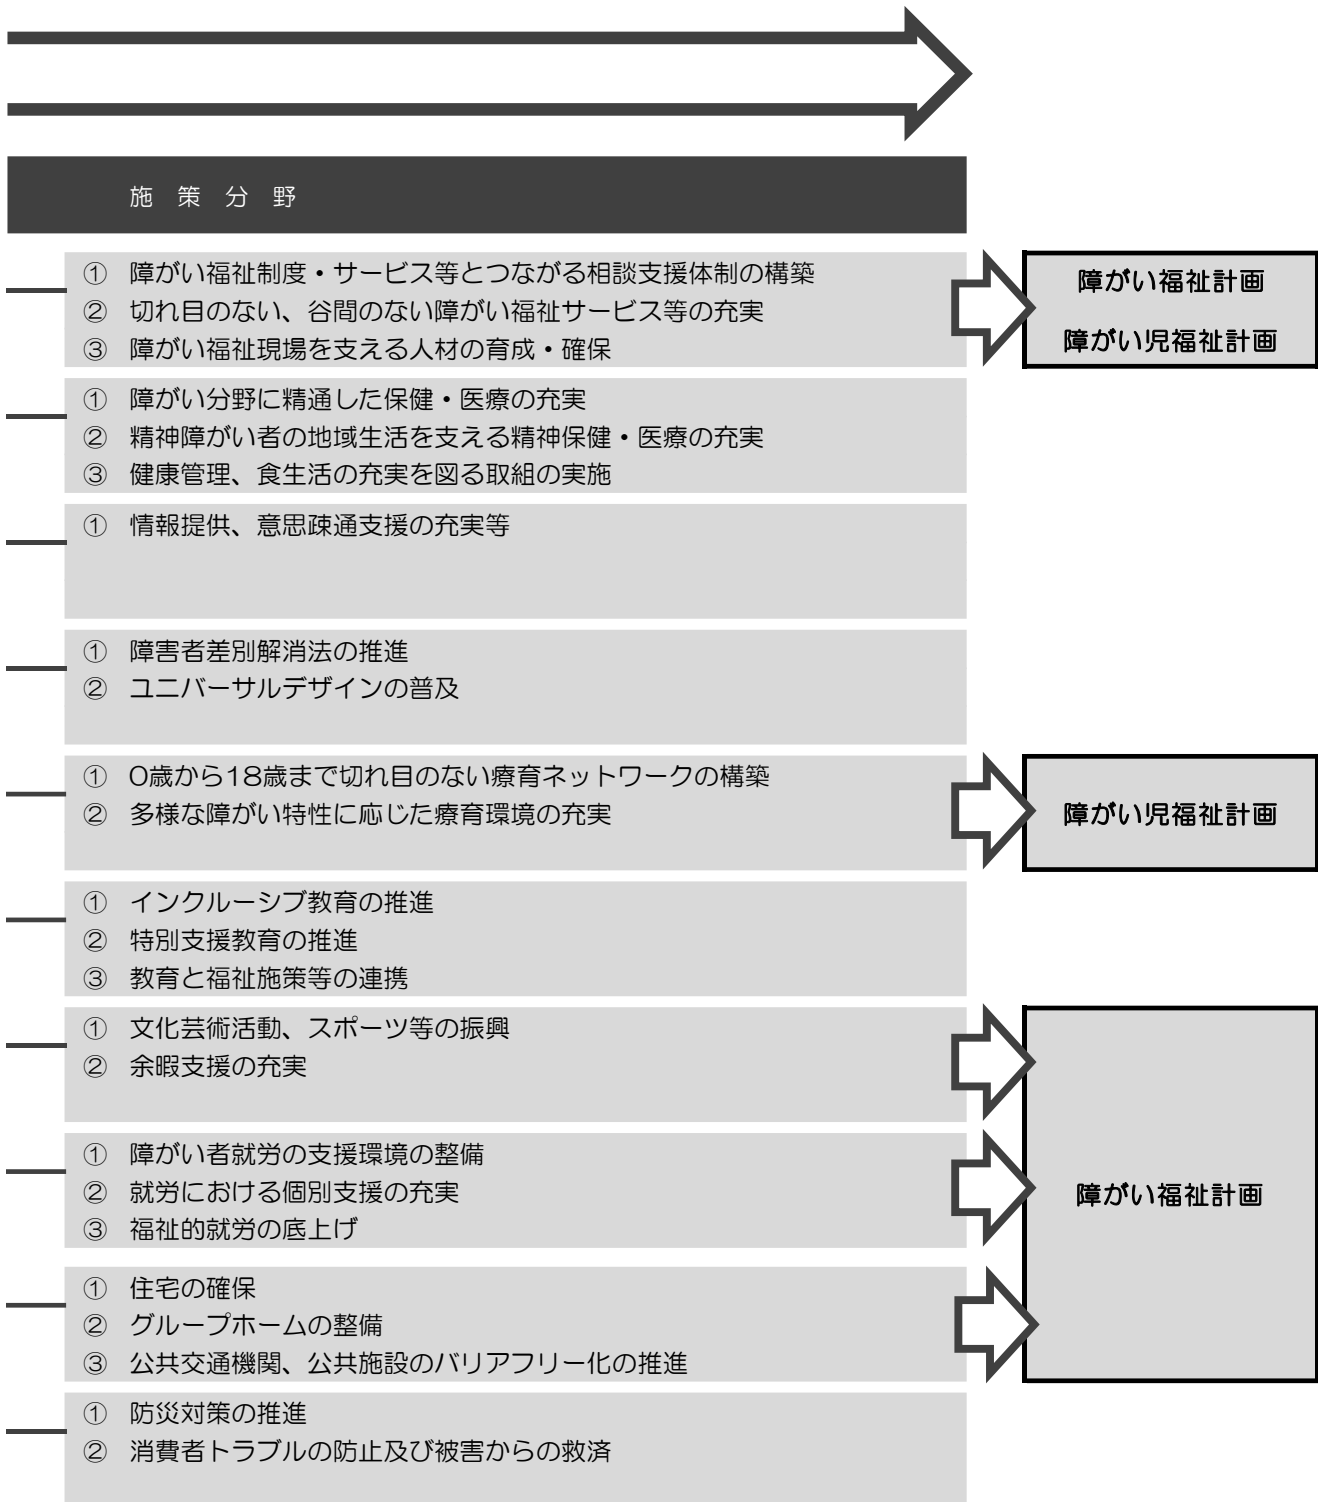 施 策 分 野
① 障がい福祉制度・サービス等とつながる相談支援体制の構築
② 切れ目のない、谷間のない障がい福祉サービス等の充実
③ 障がい福祉現場を支える人材の育成・確保
障がい福祉計画
障がい児福祉計画
① 障がい分野に精通した保健・医療の充実
② 精神障がい者の地域生活を支える精神保健・医療の充実
③ 健康管理、食生活の充実を図る取組の実施
① 情報提供、意思疎通支援の充実等
① 障害者差別解消法の推進
② ユニバーサルデザインの普及
① 0歳から18歳まで切れ目のない療育ネットワークの構築
② 多様な障がい特性に応じた療育環境の充実
障がい児福祉計画
① インクルーシブ教育の推進
② 特別支援教育の推進
③ 教育と福祉施策等の連携
① 文化芸術活動、スポーツ等の振興
② 余暇支援の充実
① 障がい者就労の支援環境の整備
② 就労における個別支援の充実
③ 福祉的就労の底上げ
障がい福祉計画
① 住宅の確保
② グループホームの整備
③ 公共交通機関、公共施設のバリアフリー化の推進
① 防災対策の推進
② 消費者トラブルの防止及び被害からの救済